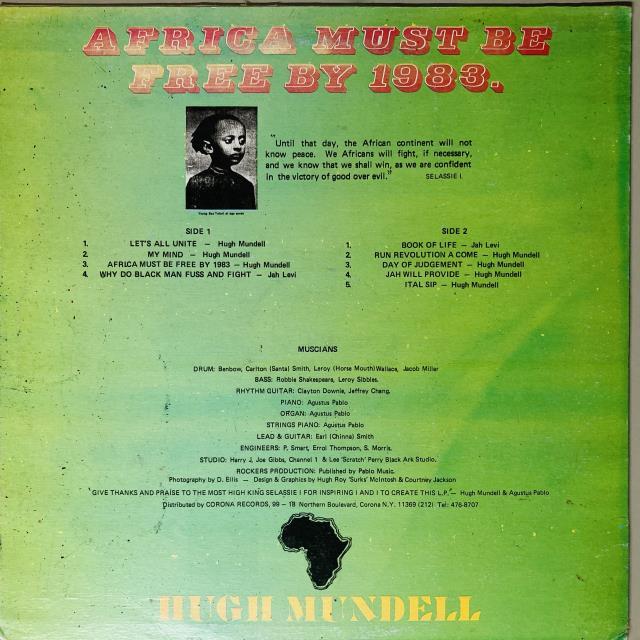 AFRICA MUST BE
FREE BY 1983.
"Until that day, the African continent will not
know peace. We Africans will fight, if necessary,
and we know that we shall win, as we are confident
in the victory of good over evil."
SELASSIE I.
Young Ras Tafari at age seven
SIDE 1
1. LET'S ALL UNITE — Hugh Mundell
2. MY MIND — Hugh Mundell
3. AFRICA MUST BE FREE BY 1983 — Hugh Mundell
4. WHY DO BLACK MAN FUSS AND FIGHT — Jah Levi
SIDE 2
1. BOOK OF LIFE — Jah Levi
2. RUN REVOLUTION A COME — Hugh Mundell
3. DAY OF JUDGEMENT — Hugh Mundell
4. JAH WILL PROVIDE — Hugh Mundell
5. ITAL SIP — Hugh Mundell
MUSCIANS
DRUM: Benbow, Carlton (Santa) Smith, Leroy (Horse Mouth) Wallace, Jacob Miller
BASS: Robbie Shakespears, Leroy Sibbles.
RHYTHM GUITAR: Clayton Downie, Jeffrey Chang.
PIANO: Agustus Pablo
ORGAN: Agustus Pablo
STRINGS PIANO: Agustus Pablo
LEAD & GUITAR: Earl (Chinna) Smith
ENGINEERS: P. Smart, Errol Thompson, S. Morris.
STUDIO: Harry J, Joe Gibbs, Channel 1 & Lee 'Scratch' Perry Black Ark Studio.
ROCKERS PRODUCTION: Published by Pablo Music.
Photography by D. Ellis — Design & Graphics by Hugh Roy 'Surks' McIntosh & Courtney Jackson
"GIVE THANKS AND PRAISE TO THE MOST HIGH KING SELASSIE I FOR INSPIRING I AND I TO CREATE THIS L.P." — Hugh Mundell & Agustus Pablo
Distributed by CORONA RECORDS, 99 — 18 Northern Boulevard, Corona N.Y. 11369 (212) Tel: 476-8707
HUGH MUNDELL